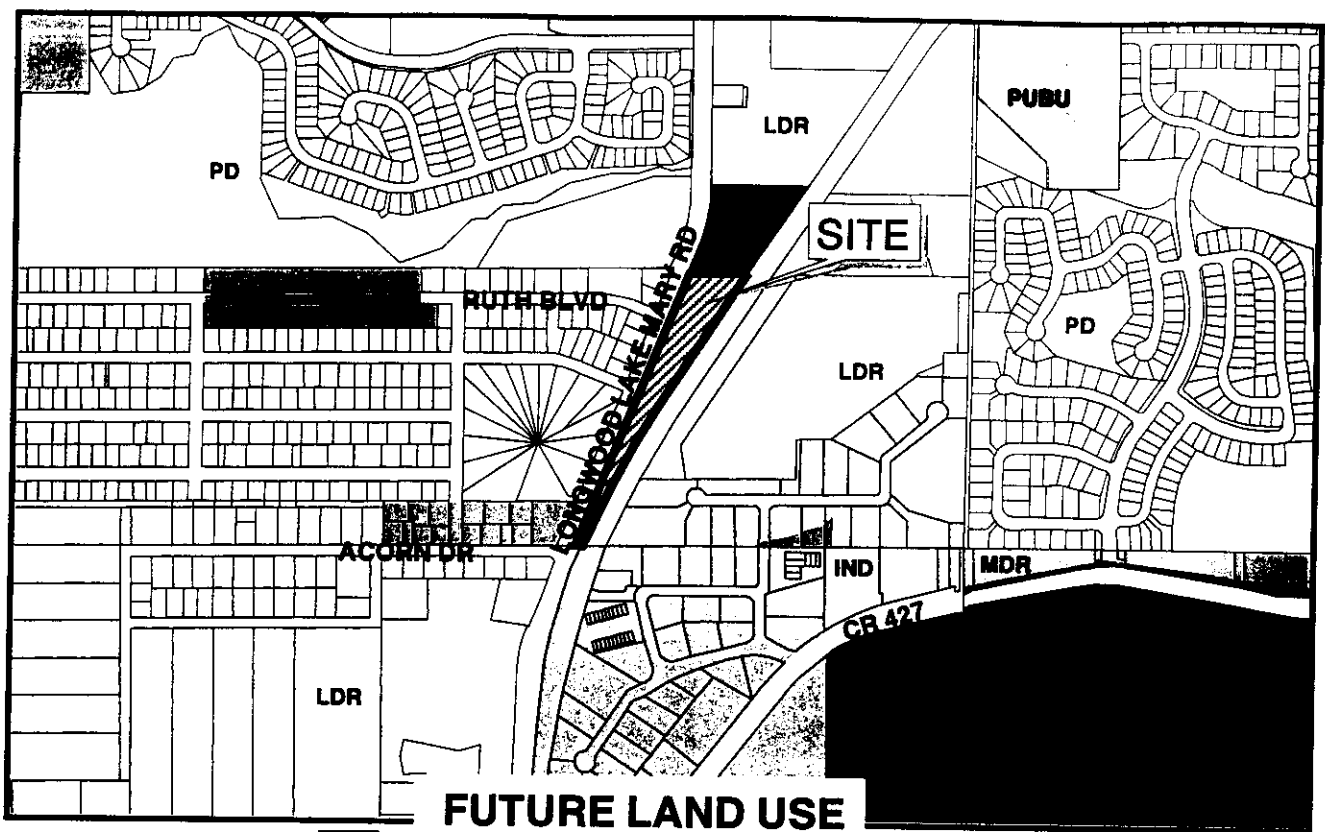 PUBU
LDR
PD
SITE
LONGWOOD LAKE MARY RD
RUTH BLVD
PD
LDR
ACORN DR
IND
MDR
CR 427
LDR
FUTURE LAND USE